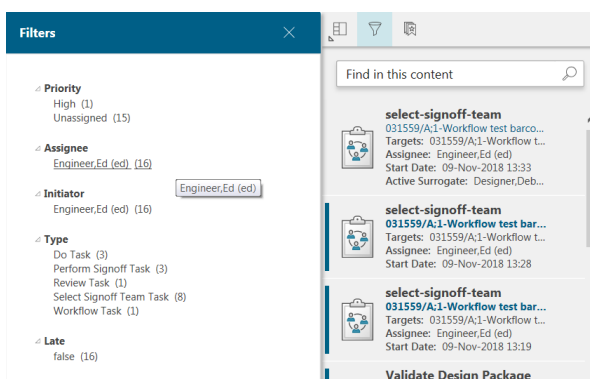 Filters
Priority
High (1)
Unassigned (15)
Assignee
Engineer,Ed (ed) (16)
Engineer,Ed (ed)
Initiator
Engineer,Ed (ed) (16)
Type
Do Task (3)
Perform Signoff Task (3)
Review Task (1)
Select Signoff Team Task (8)
Workflow Task (1)
Late
false (16)
Find in this content
select-signoff-team
031559/A;1-Workflow test barco...
Targets: 031559/A;1-Workflow t...
Assignee: Engineer,Ed (ed)
Start Date: 09-Nov-2018 13:33
Active Surrogate: Designer,Deb...
select-signoff-team
031559/A;1-Workflow test bar...
Targets: 031559/A;1-Workflow t...
Assignee: Engineer,Ed (ed)
Start Date: 09-Nov-2018 13:28
select-signoff-team
031559/A;1-Workflow test bar...
Targets: 031559/A;1-Workflow t...
Assignee: Engineer,Ed (ed)
Start Date: 09-Nov-2018 13:19
Validate Design Package